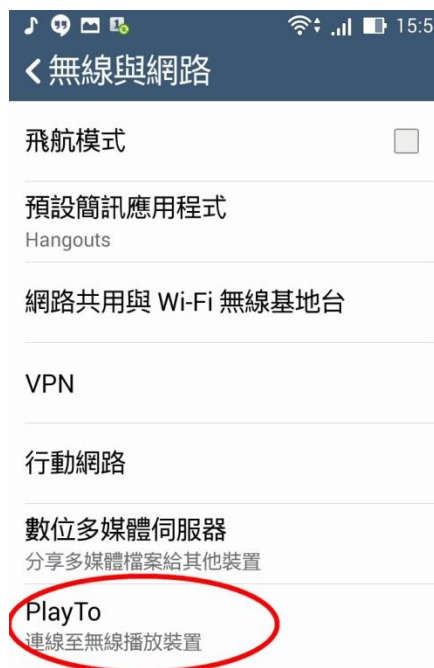 15:5
無線與網路
飛航模式
預設簡訊應用程式
Hangouts
網路共用與 Wi-Fi 無線基地台
VPN
行動網路
數位多媒體伺服器
分享多媒體檔案給其他裝置
PlayTo
連線至無線播放裝置